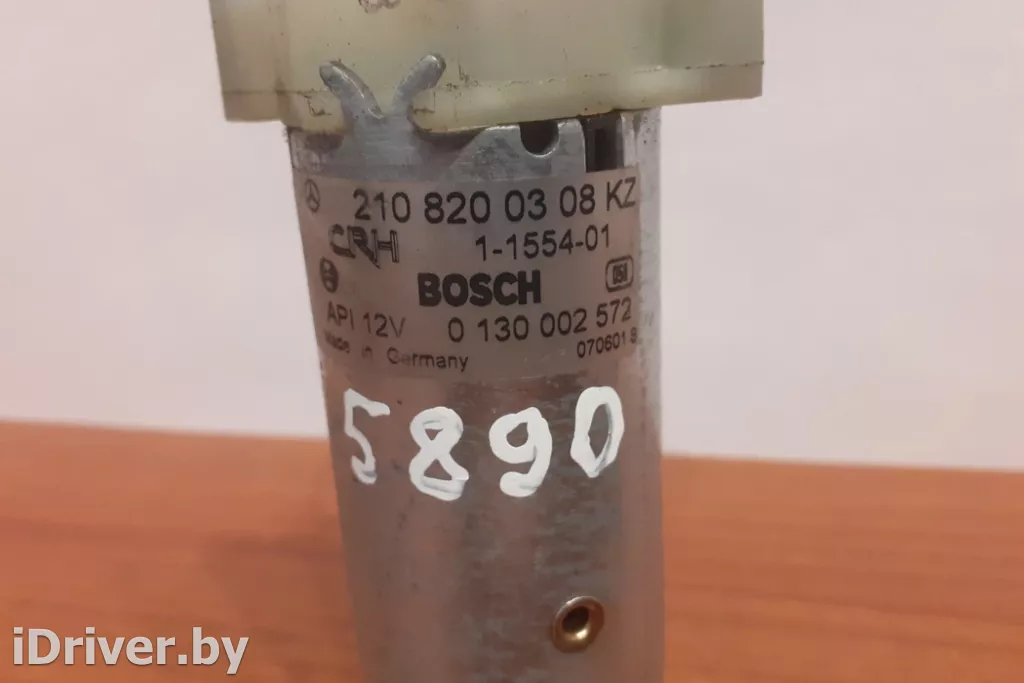 210 820 03 08 KZ
CRH 1-1554-01
BOSCH
API 12V 0 130 002 572
Made in Germany 070601 8
5890
iDriver.by